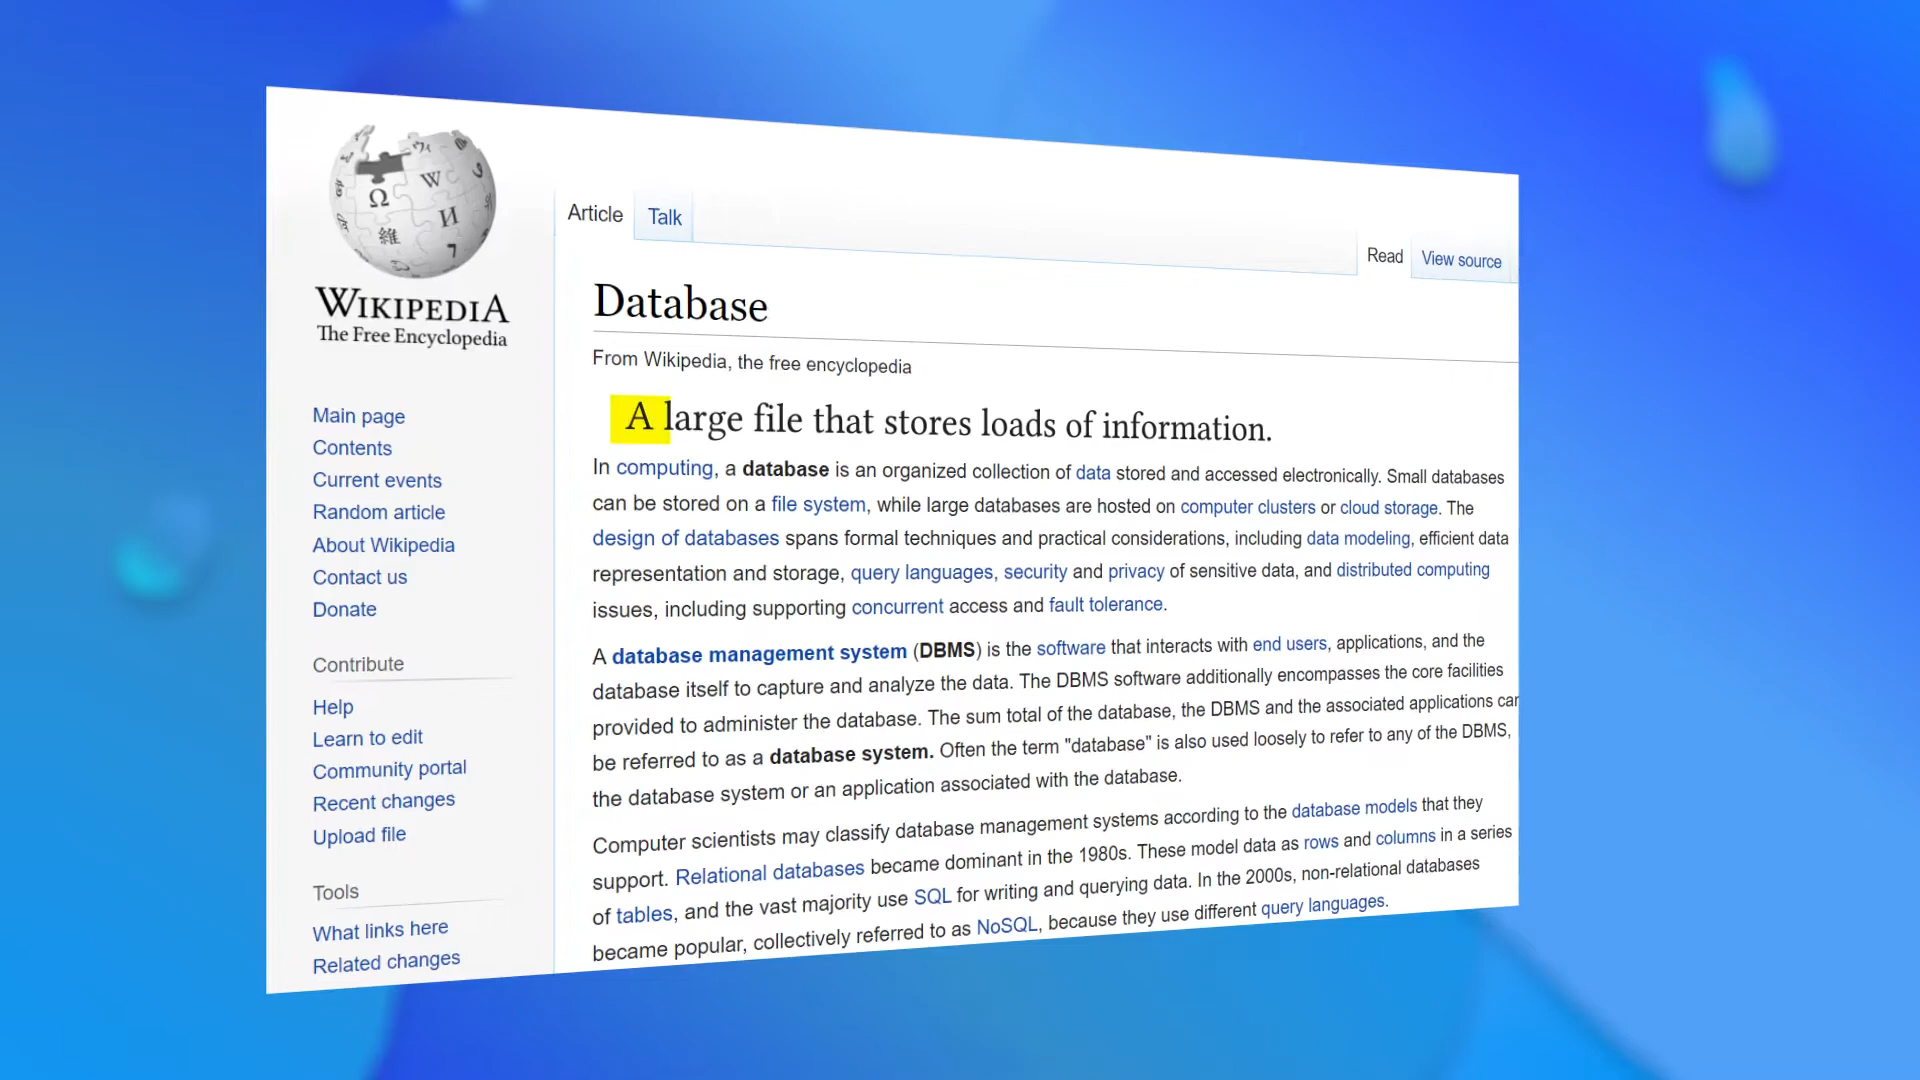 WIKIPEDIA
The Free Encyclopedia
Main page
Contents
Current events
Random article
About Wikipedia
Contact us
Donate
Contribute
Help
Learn to edit
Community portal
Recent changes
Upload file
Tools
What links here
Related changes
Article
Talk
Read
View source
Database
From Wikipedia, the free encyclopedia
A large file that stores loads of information.
In computing, a database is an organized collection of data stored and accessed electronically. Small databases
can be stored on a file system, while large databases are hosted on computer clusters or cloud storage. The
design of databases spans formal techniques and practical considerations, including data modeling, efficient data
representation and storage, query languages, security and privacy of sensitive data, and distributed computing
issues, including supporting concurrent access and fault tolerance.
A database management system (DBMS) is the software that interacts with end users, applications, and the
database itself to capture and analyze the data. The DBMS software additionally encompasses the core facilities
provided to administer the database. The sum total of the database, the DBMS and the associated applications can
be referred to as a database system. Often the term "database" is also used loosely to refer to any of the DBMS,
the database system or an application associated with the database.
Computer scientists may classify database management systems according to the database models that they
support. Relational databases became dominant in the 1980s. These model data as rows and columns in a series
of tables, and the vast majority use SQL for writing and querying data. In the 2000s, non-relational databases
became popular, collectively referred to as NoSQL, because they use different query languages.